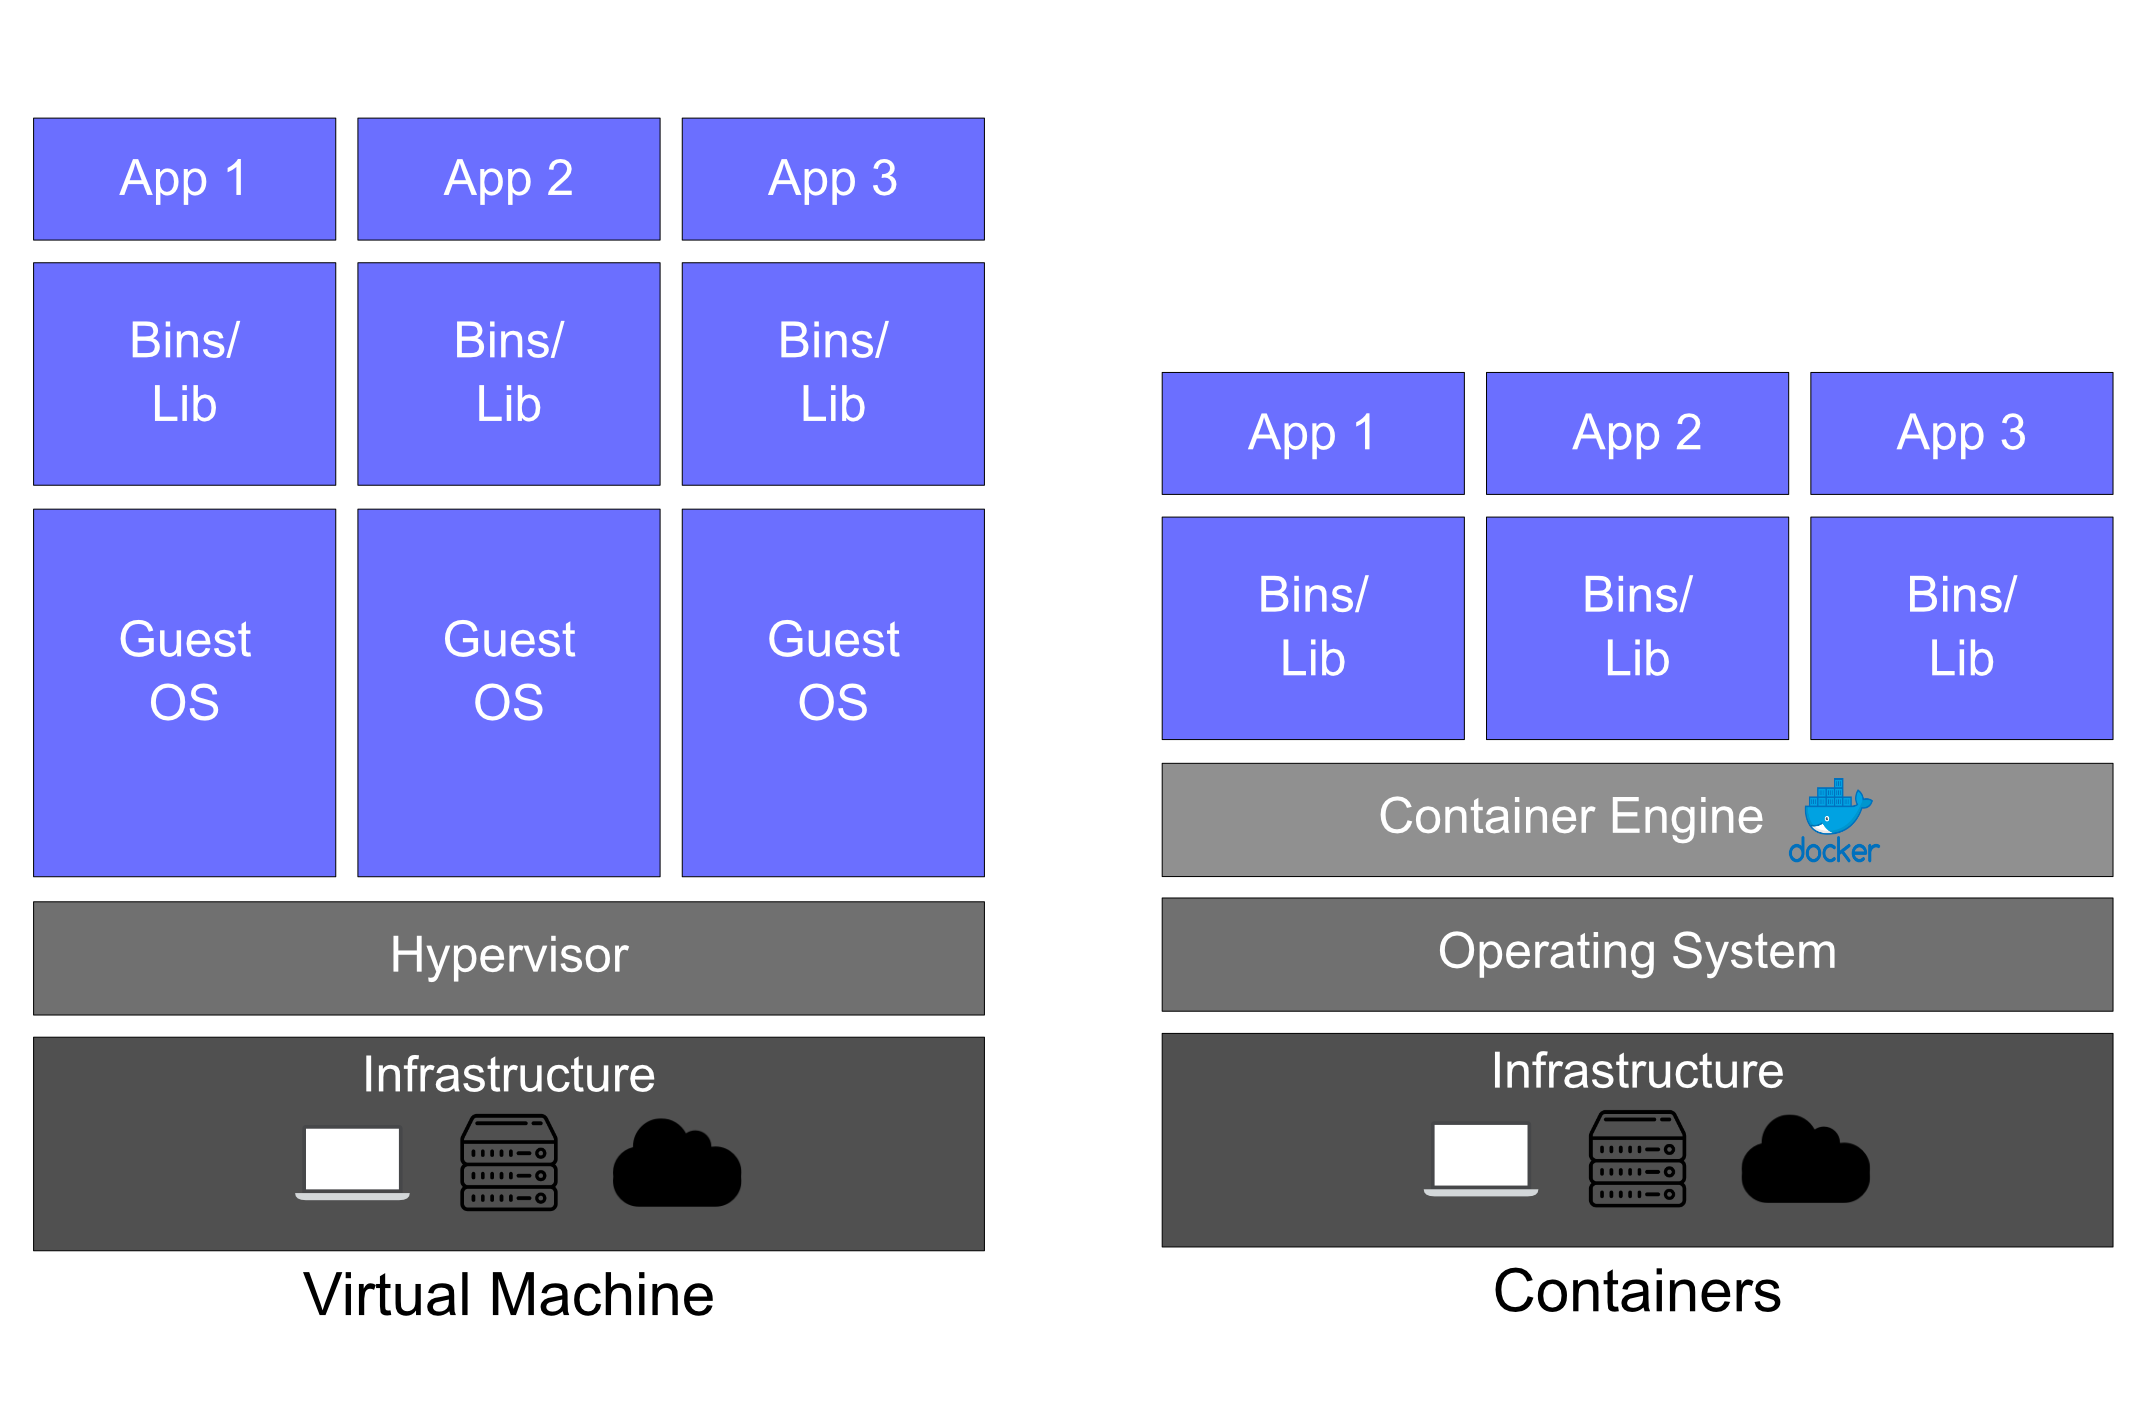 App 1
App 2
App 3
Bins/
Lib
Bins/
Lib
Bins/
Lib
Guest
OS
Guest
OS
Guest
OS
Hypervisor
Infrastructure
Virtual Machine
App 1
App 2
App 3
Bins/
Lib
Bins/
Lib
Bins/
Lib
Container Engine
docker
Operating System
Infrastructure
Containers